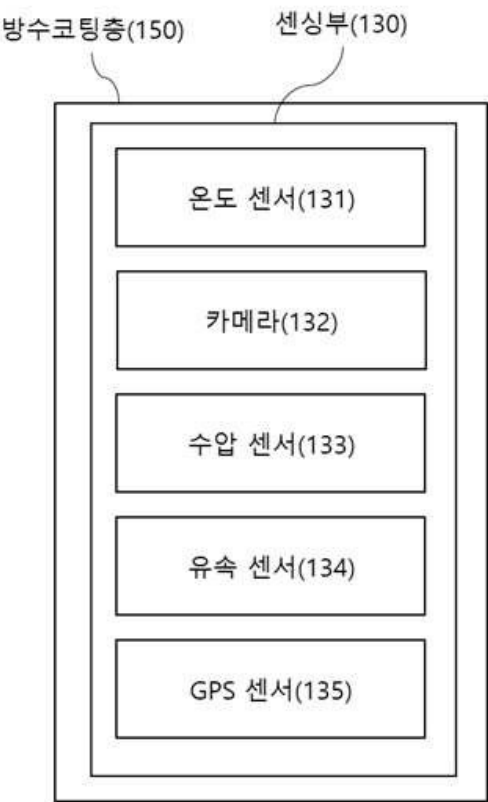 방수코팅층(150)
센싱부(130)
온도 센서(131)
카메라(132)
수압 센서(133)
유속 센서(134)
GPS 센서(135)